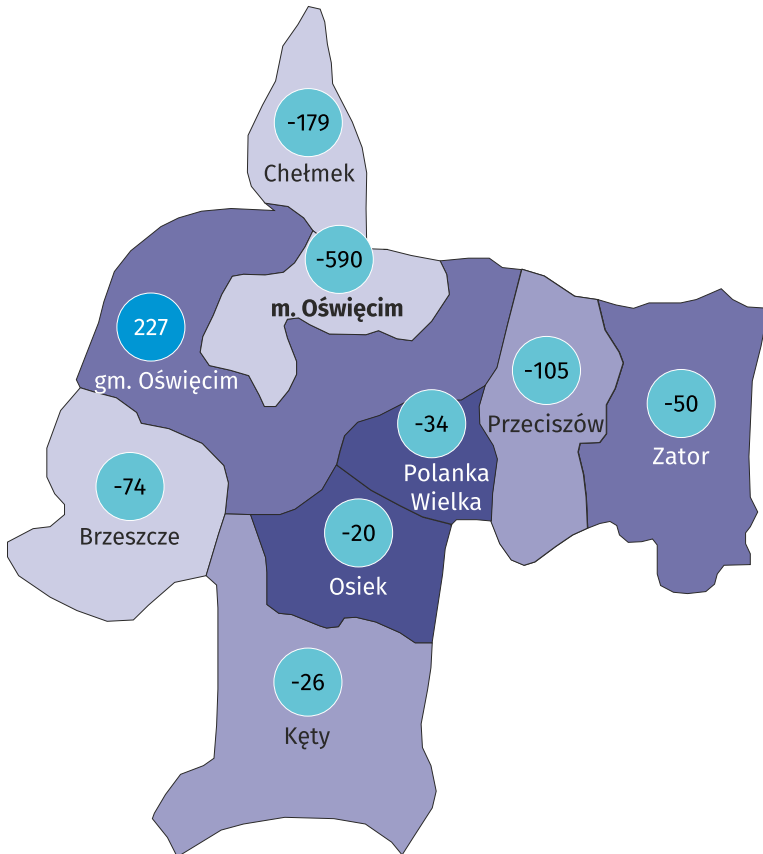 -179
Chełmek
-590
m. Oświęcim
227
gm. Oświęcim
-105
Przeciszów
-50
Zator
-34
Polanka
Wielka
-74
Brzeszcze
-20
Osiek
-26
Kęty